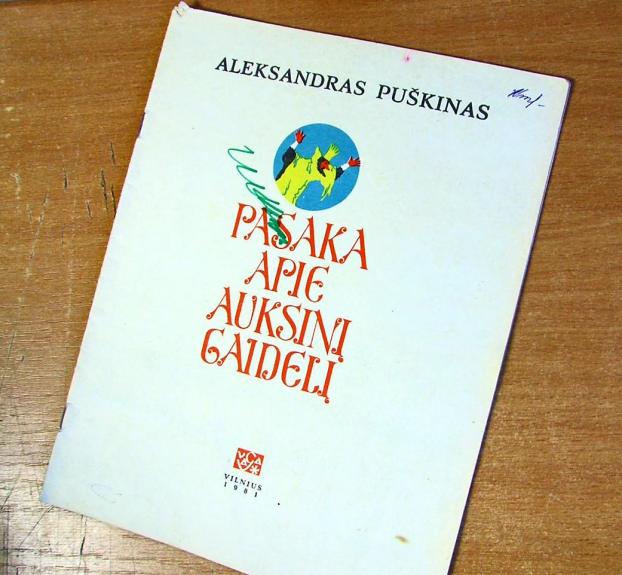 ALEKSANDRAS PUŠKINAS
PASAKA
APIE
AUKSINĮ
GAIDELĮ
VILNIUS
1981